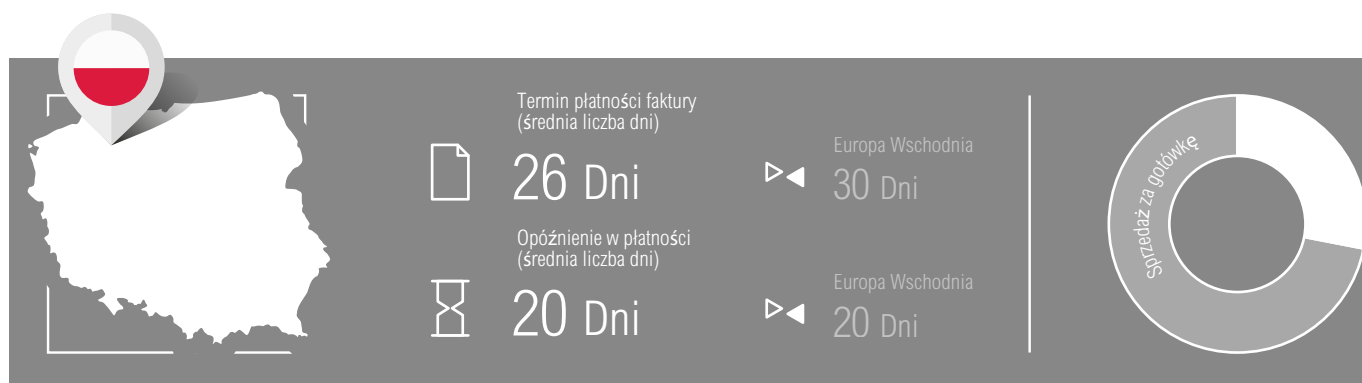 Termin płatności faktury
(średnia liczba dni)
26 Dni
Europa Wschodnia
30 Dni
Opóźnienie w płatności
(średnia liczba dni)
20 Dni
Europa Wschodnia
20 Dni
Sprzedaż za gotówkę